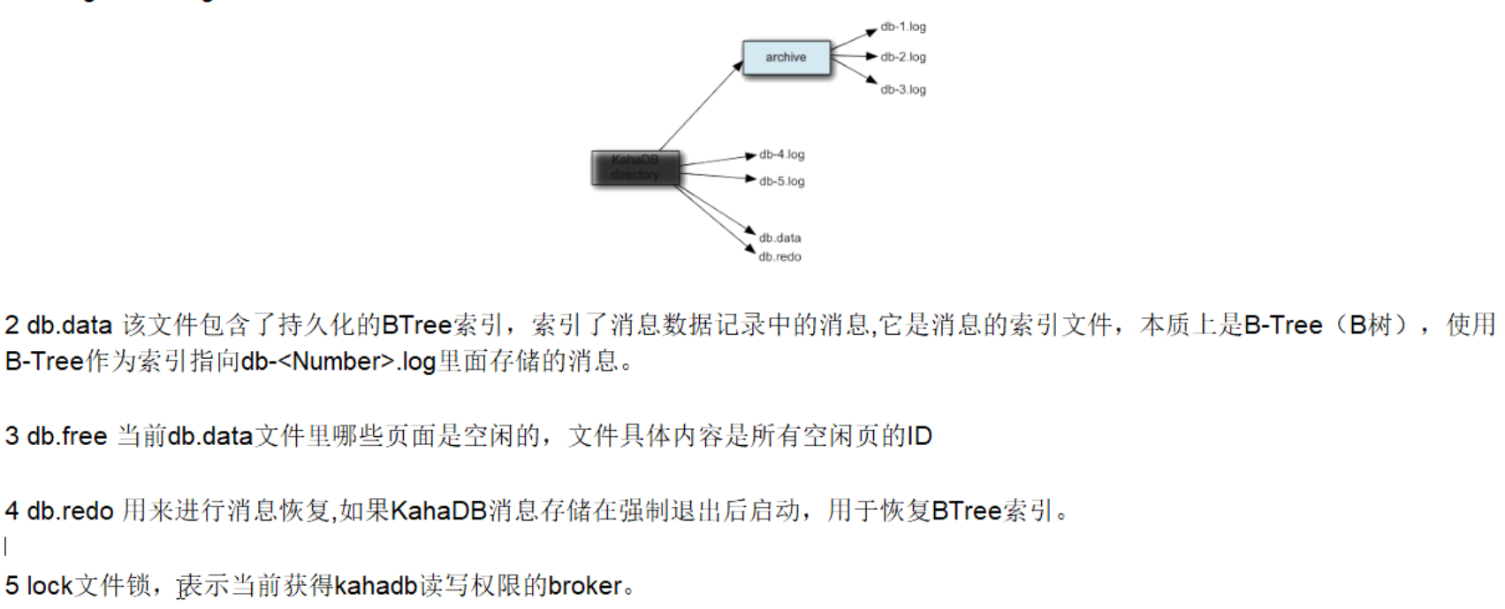 db-1.log
archive
db-2.log
db-3.log
KahaDB
directory
db-4.log
db-5.log
db.data
db.redo
2 db.data 该文件包含了持久化的BTree索引，索引了消息数据记录中的消息,它是消息的索引文件，本质上是B-Tree（B树），使用
B-Tree作为索引指向db-<Number>.log里面存储的消息。
3 db.free 当前db.data文件里哪些页面是空闲的，文件具体内容是所有空闲页的ID
4 db.redo 用来进行消息恢复,如果KahaDB消息存储在强制退出后启动，用于恢复BTree索引。
5 lock文件锁，表示当前获得kahadb读写权限的broker。